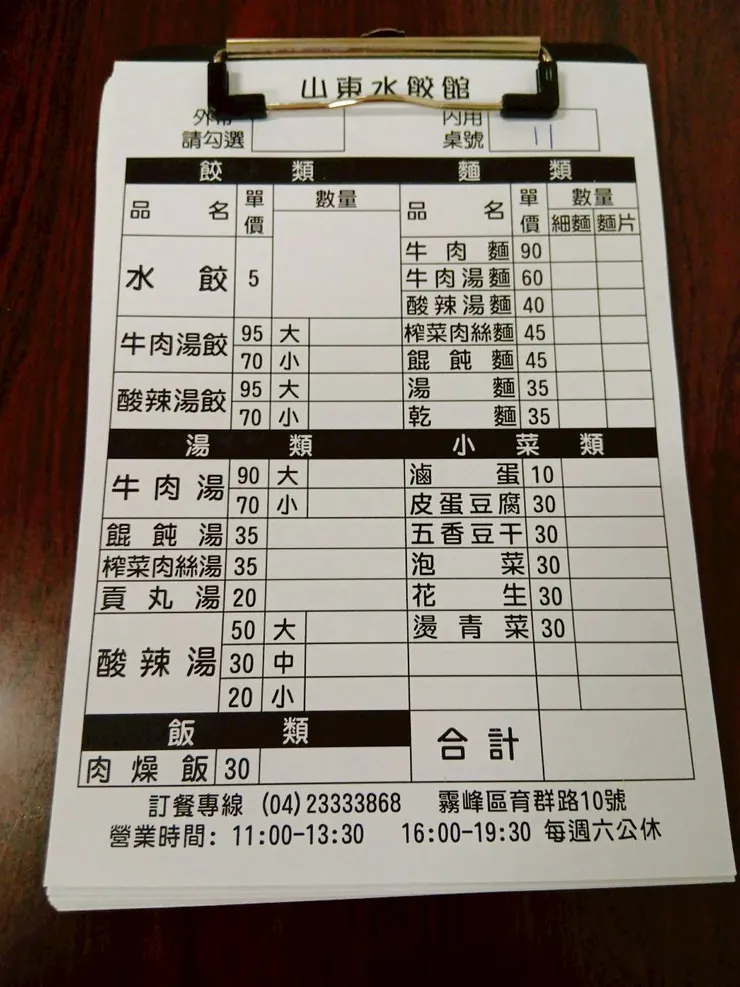 山東水餃館
外帶 內用
請勾選 桌號 11
餃類 麵類
品名 單價 數量 品名 單價 數量
細麵 麵片
水餃 5
牛肉麵 90
牛肉湯麵 60
酸辣湯麵 40
牛肉湯餃 95 大 榨菜肉絲麵 45
70 小 餛飩麵 45
酸辣湯餃 95 大 湯麵 35
70 小 乾麵 35
湯類 小菜類
牛肉湯 90 大 滷蛋 10
70 小 皮蛋豆腐 30
餛飩湯 35 五香豆干 30
榨菜肉絲湯 35 泡菜 30
貢丸湯 20 花生 30
酸辣湯 50 大 燙青菜 30
30 中
20 小
飯類 合計
肉燥飯 30
訂餐專線 (04)23333868 霧峰區育群路10號
營業時間: 11:00-13:30 16:00-19:30 每週六公休